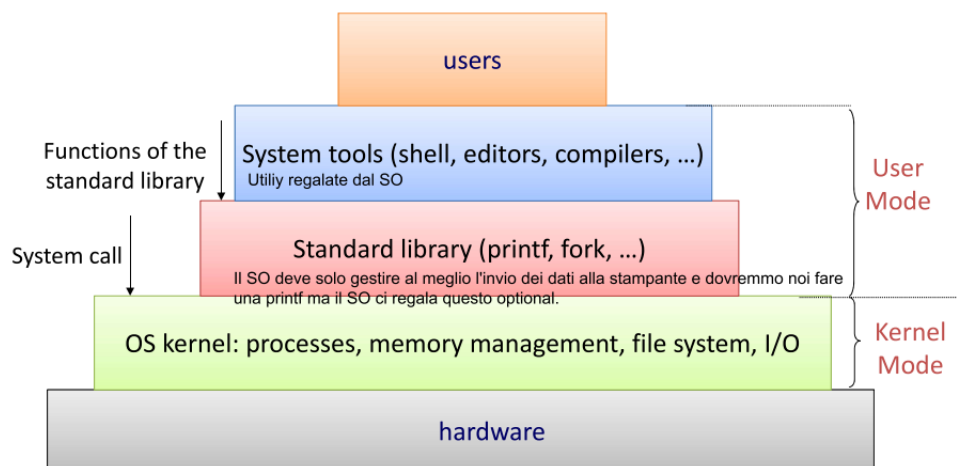 users
Functions of the
standard library
System tools (shell, editors, compilers, …)
Utiliy regalate dal SO
User
Mode
System call
Standard library (printf, fork, …)
Il SO deve solo gestire al meglio l'invio dei dati alla stampante e dovremmo noi fare
una printf ma il SO ci regala questo optional.
OS kernel: processes, memory management, file system, I/O
Kernel
Mode
hardware